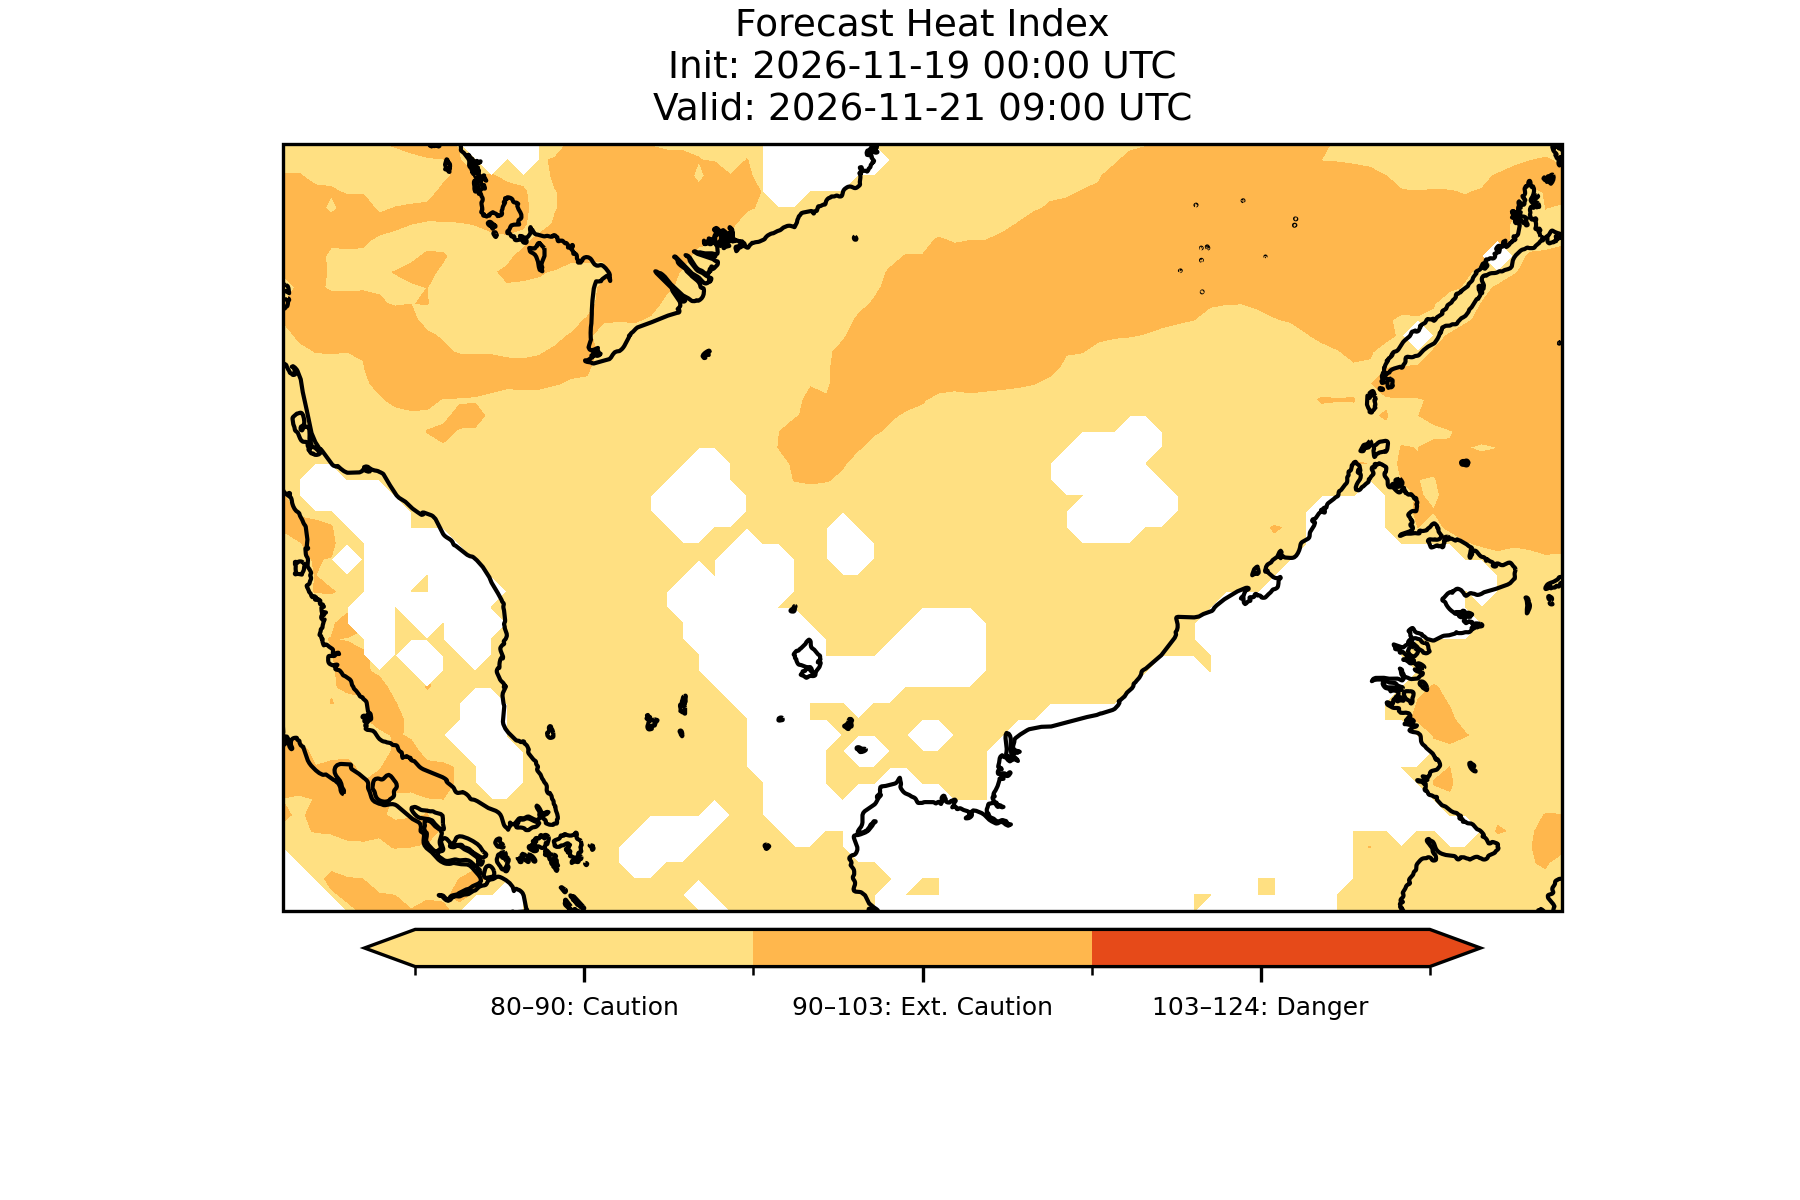 Forecast Heat Index
Init: 2026-11-19 00:00 UTC
Valid: 2026-11-21 09:00 UTC
80–90: Caution
90–103: Ext. Caution
103–124: Danger